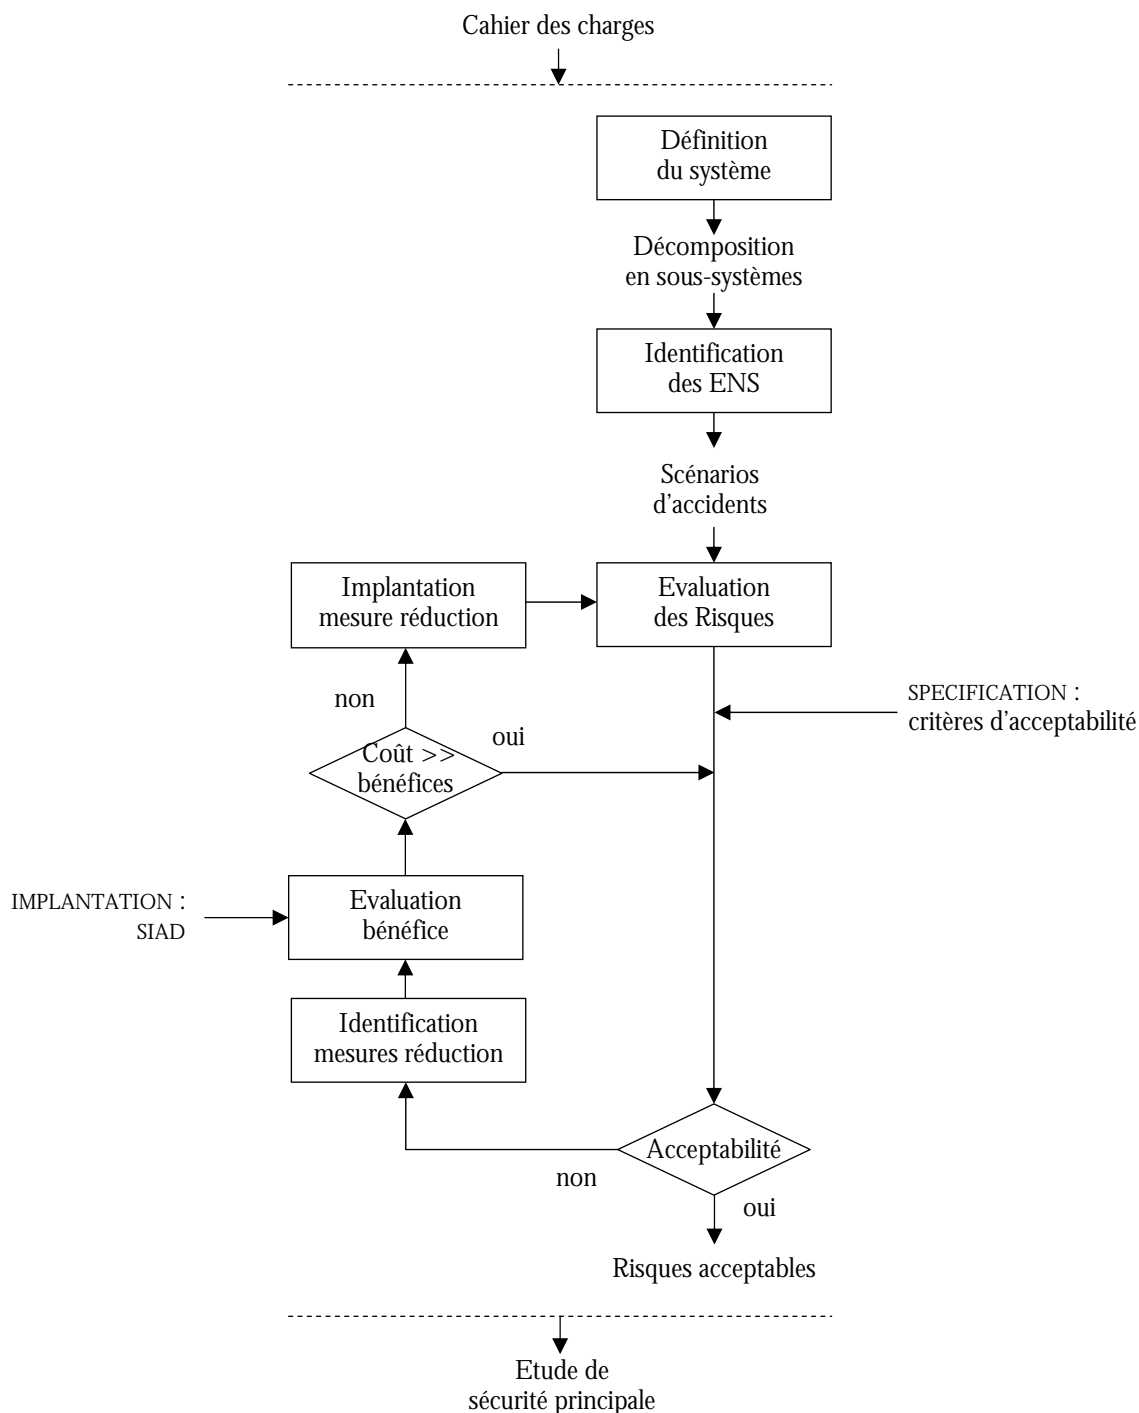 Cahier des charges
Définition
du système
Décomposition
en sous-systèmes
Identification
des ENS
Scénarios
d'accidents
Implantation
mesure réduction
Evaluation
des Risques
non
SPECIFICATION :
critères d'acceptabilité
oui
Coût >>
bénéfices
IMPLANTATION :
SIAD
Evaluation
bénéfice
Identification
mesures réduction
Acceptabilité
non
oui
Risques acceptables
Etude de
sécurité principale